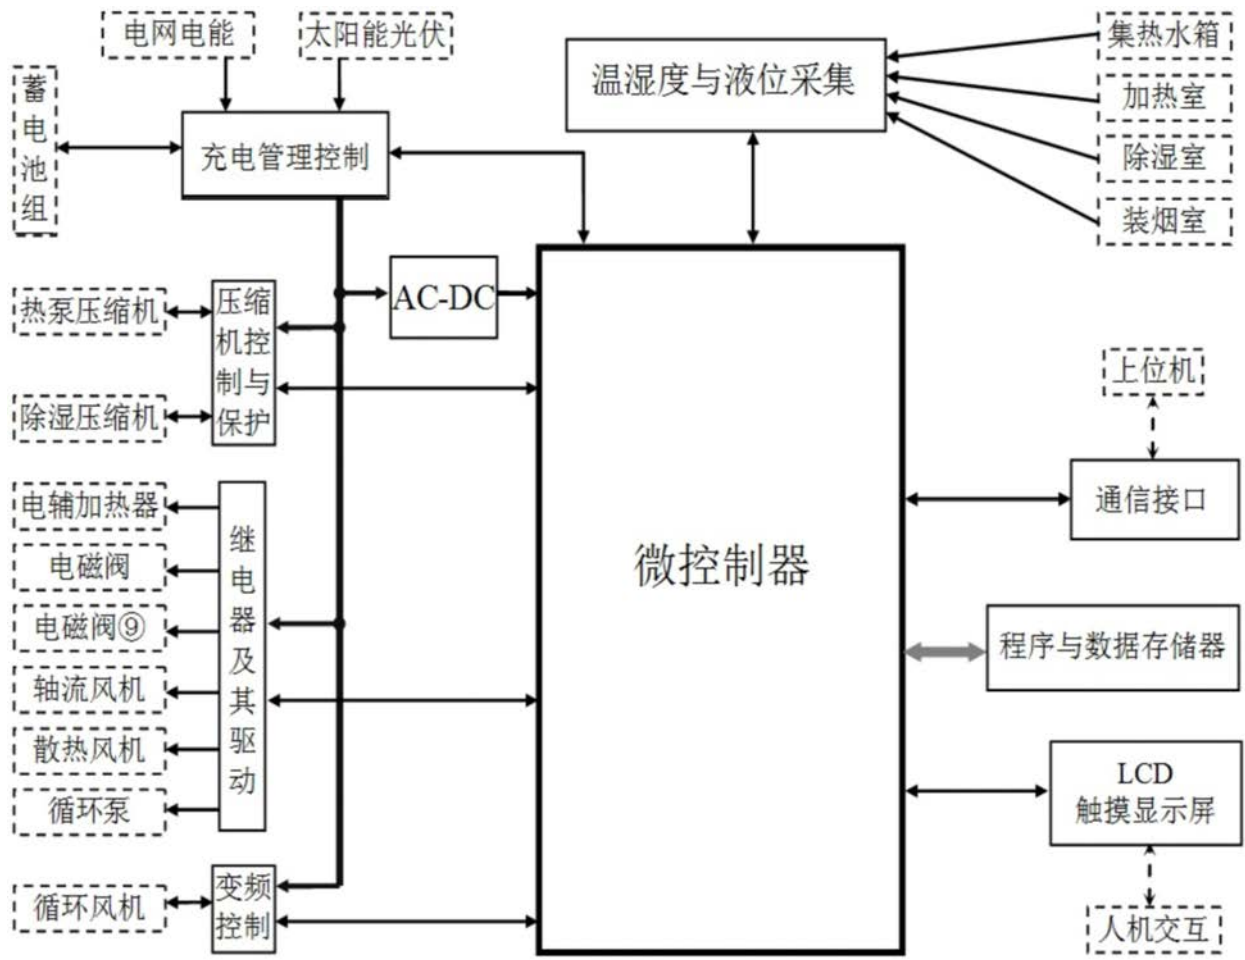 电网电能
太阳能光伏
蓄
电
池
组
充电管理控制
温湿度与液位采集
集热水箱
加热室
除湿室
装烟室
AC-DC
热泵压缩机
除湿压缩机
压缩
机控
制与
保护
电辅加热器
电磁阀
电磁阀⑨
轴流风机
散热风机
循环泵
继
电
器
及
其
驱
动
循环风机
变频
控制
微控制器
上位机
通信接口
程序与数据存储器
LCD
触摸显示屏
人机交互